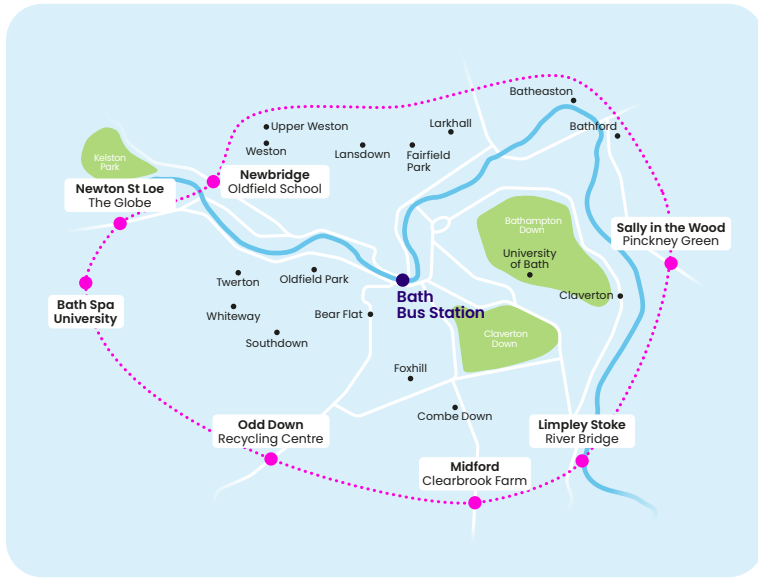 Batheaston
Upper Weston
Larkhall
Bathford
Weston
Lansdown
Fairfield
Park
Kelston
Park
Newbridge
Oldfield School
Newton St Loe
The Globe
Bathampton
Down
Sally in the Wood
Pinckney Green
University
of Bath
Twerton
Oldfield Park
Claverton
Bath Spa
University
Bath
Bus Station
Whiteway
Bear Flat
Southdown
Claverton
Down
Foxhill
Combe Down
Odd Down
Recycling Centre
Limpley Stoke
River Bridge
Midford
Clearbrook Farm